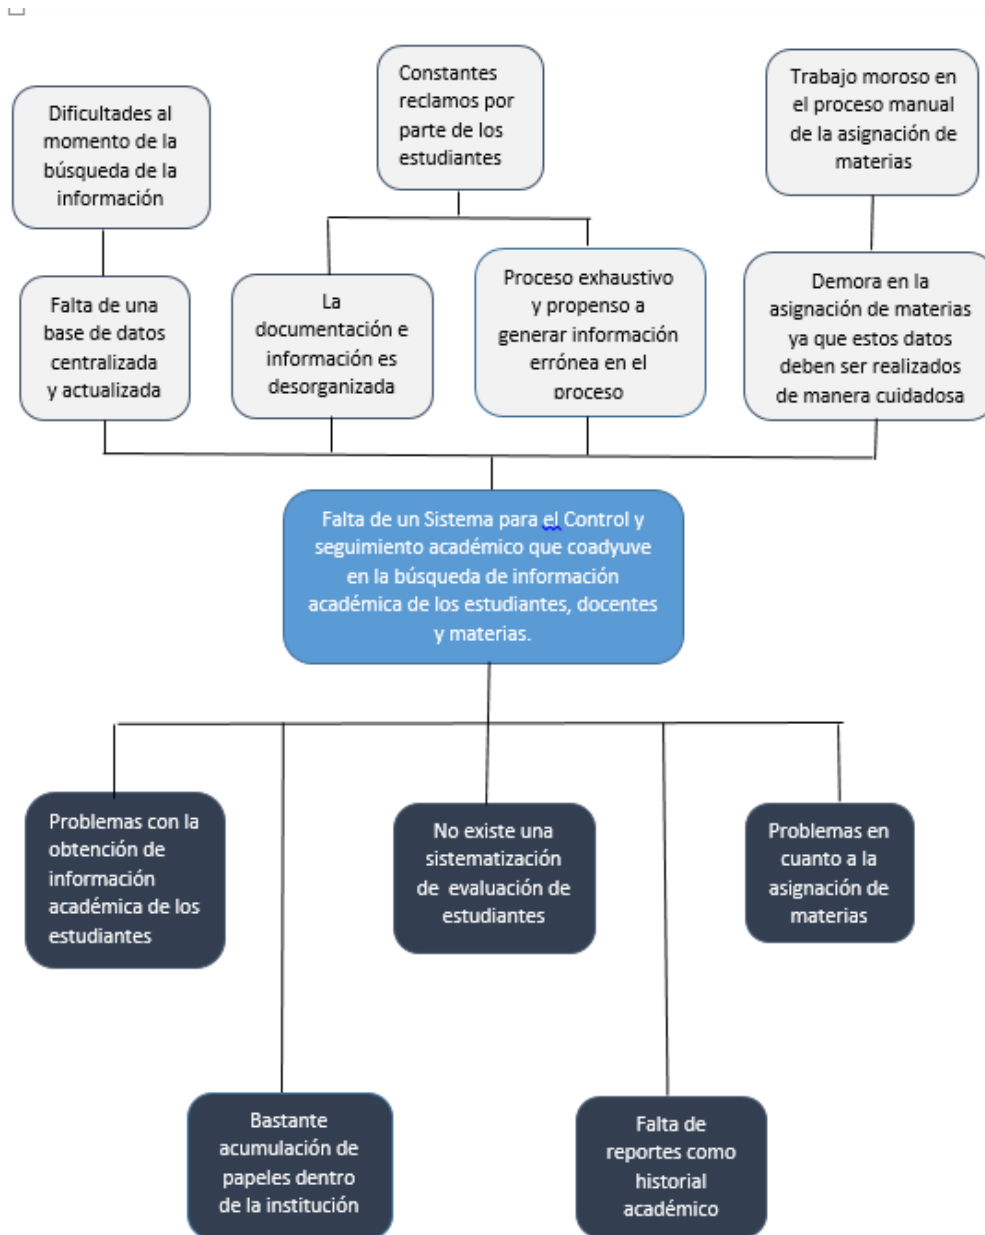 Dificultades al
momento de la
búsqueda de la
información
Constantes
reclamos por
parte de los
estudiantes
Trabajo moroso en
el proceso manual
de la asignación de
materias
Falta de una
base de datos
centralizada
y actualizada
La
documentación e
información es
desorganizada
Proceso exhaustivo
y propenso a
generar información
errónea en el
proceso
Demora en la
asignación de materias
ya que estos datos
deben ser realizados
de manera cuidadosa
Falta de un Sistema para el Control y
seguimiento académico que coadyuve
en la búsqueda de información
académica de los estudiantes, docentes
y materias.
Problemas con la
obtención de
información
académica de los
estudiantes
No existe una
sistematización
de evaluación de
estudiantes
Problemas en
cuanto a la
asignación de
materias
Bastante
acumulación de
papeles dentro
de la institución
Falta de
reportes como
historial
académico